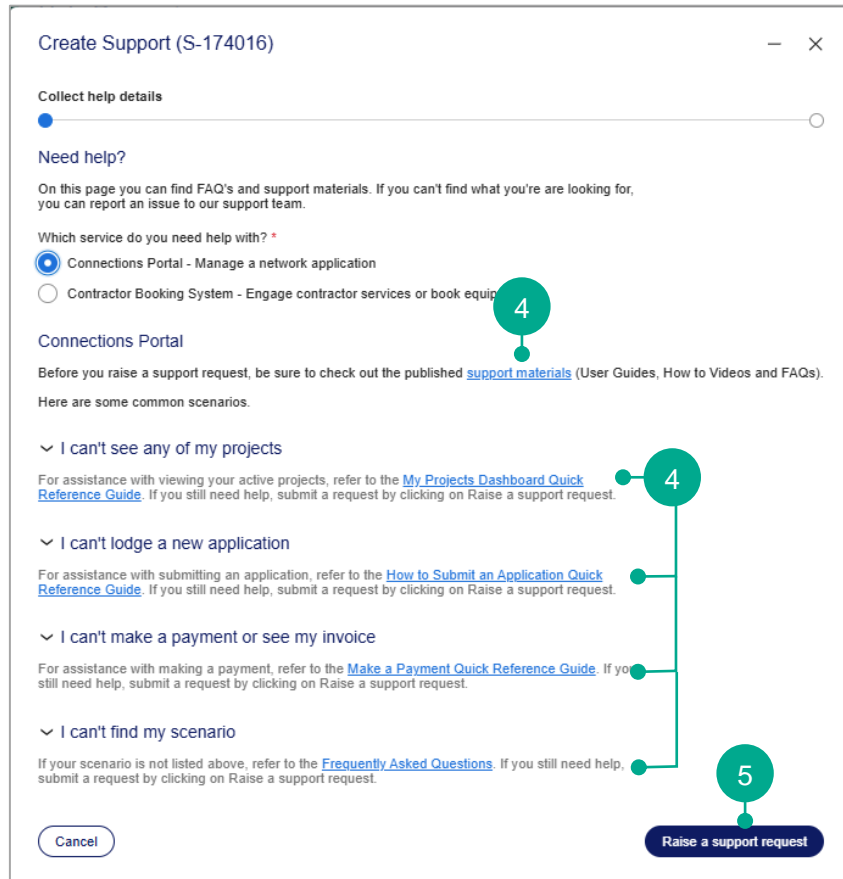 Create Support (S-174016)
Collect help details
Need help?
On this page you can find FAQ's and support materials. If you can't find what you're are looking for,
you can report an issue to our support team.
Which service do you need help with? *
Connections Portal - Manage a network application
Contractor Booking System - Engage contractor services or book equip
4
Connections Portal
Before you raise a support request, be sure to check out the published support materials (User Guides, How to Videos and FAQs).
Here are some common scenarios.
I can't see any of my projects
For assistance with viewing your active projects, refer to the My Projects Dashboard Quick
Reference Guide. If you still need help, submit a request by clicking on Raise a support request.
4
I can't lodge a new application
For assistance with submitting an application, refer to the How to Submit an Application Quick
Reference Guide. If you still need help, submit a request by clicking on Raise a support request.
I can't make a payment or see my invoice
For assistance with making a payment, refer to the Make a Payment Quick Reference Guide. If you
still need help, submit a request by clicking on Raise a support request.
I can't find my scenario
If your scenario is not listed above, refer to the Frequently Asked Questions. If you still need help,
submit a request by clicking on Raise a support request.
5
Cancel
Raise a support request